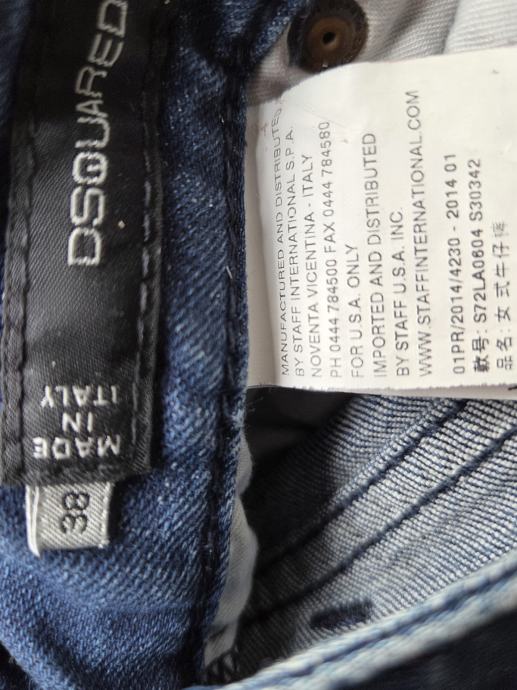 DSQUARED
MADE
IN
ITALY
38
MANUFACTURED AND DISTRIBUTED
BY STAFF INTERNATIONAL S.P.A.
NOVENTA VICENTINA - ITALY
PH 0444 784500 FAX 0444 784580
FOR U.S.A. ONLY
IMPORTED AND DISTRIBUTED
BY STAFF U.S.A. INC.
WWW.STAFFINTERNATIONAL.COM
01PR/2014/4230 - 2014 01
款号: S72LA0604 S30342
品名: 女 式牛仔裤